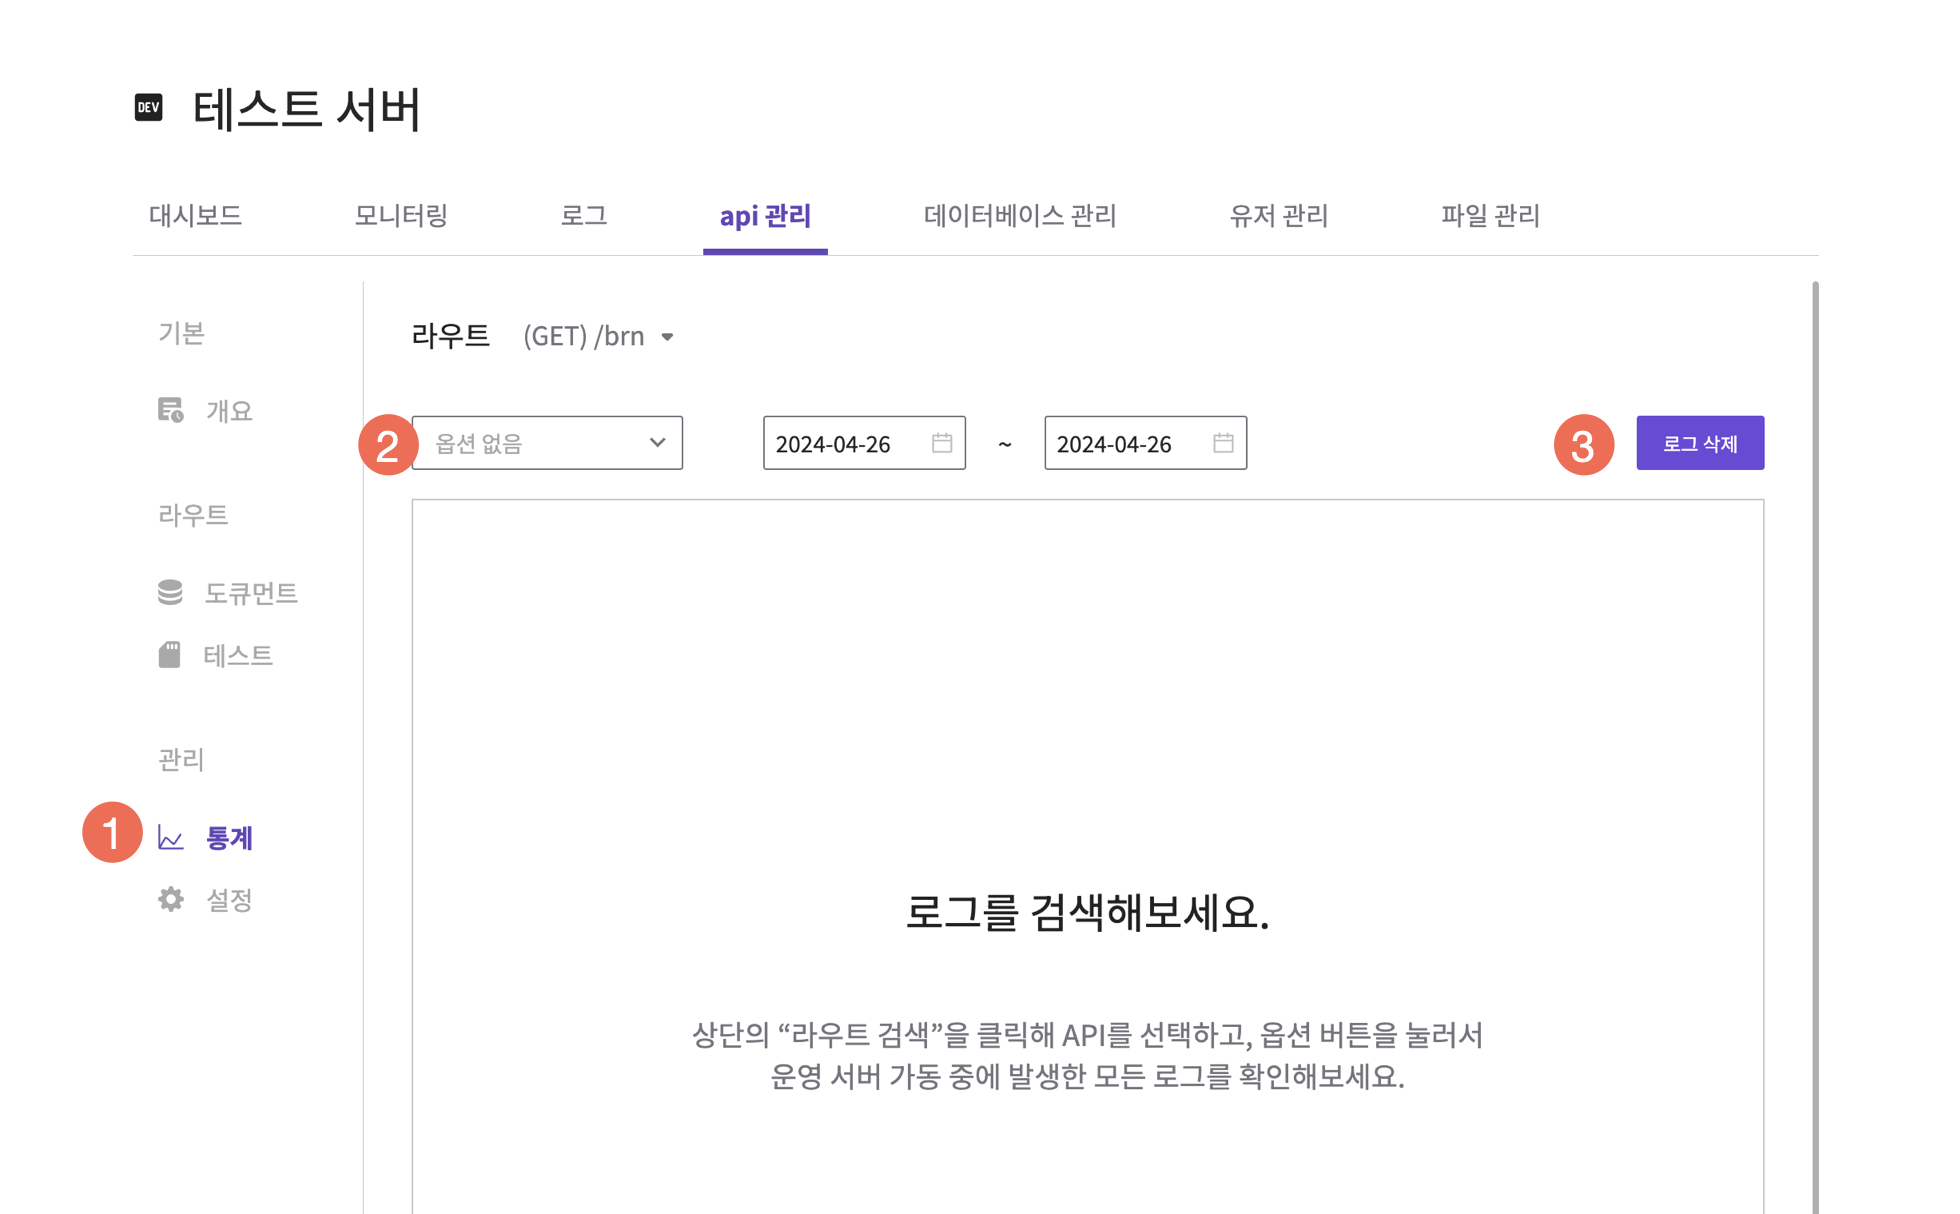 DEV 테스트 서버
대시보드 모니터링 로그 api 관리 데이터베이스 관리 유저 관리 파일 관리
기본
개요
라우트
도큐먼트
테스트
관리
1 통계
설정
라우트 (GET) /brn
2 옵션 없음 2024-04-26 ~ 2024-04-26 3 로그 삭제
로그를 검색해보세요.
상단의 “라우트 검색”을 클릭해 API를 선택하고, 옵션 버튼을 눌러서
운영 서버 가동 중에 발생한 모든 로그를 확인해보세요.